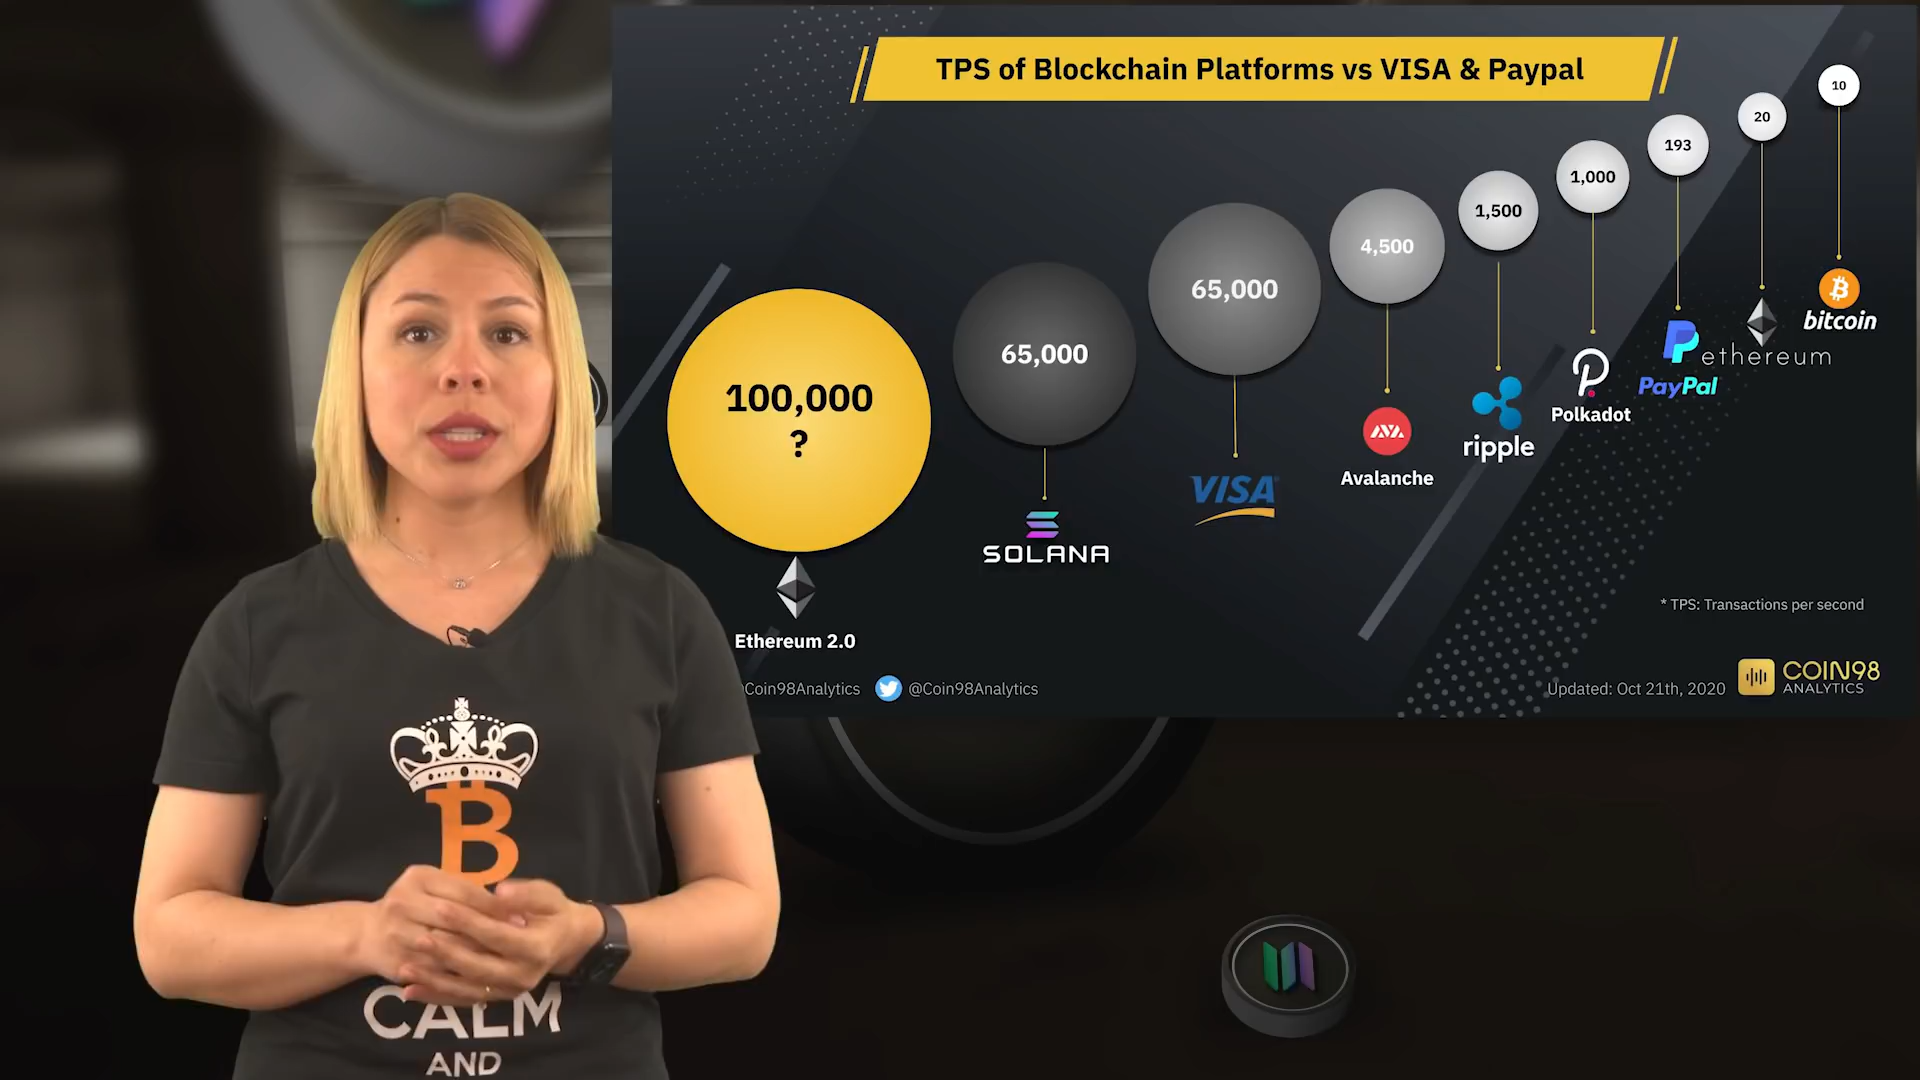 TPS of Blockchain Platforms vs VISA & Paypal
100,000
?
Ethereum 2.0
65,000
SOLANA
65,000
VISA
4,500
Avalanche
1,500
ripple
1,000
Polkadot
193
PayPal
20
ethereum
10
bitcoin
* TPS: Transactions per second
@Coin98Analytics
@Coin98Analytics
Updated: Oct 21th, 2020
COIN98
ANALYTICS
CALM
AND